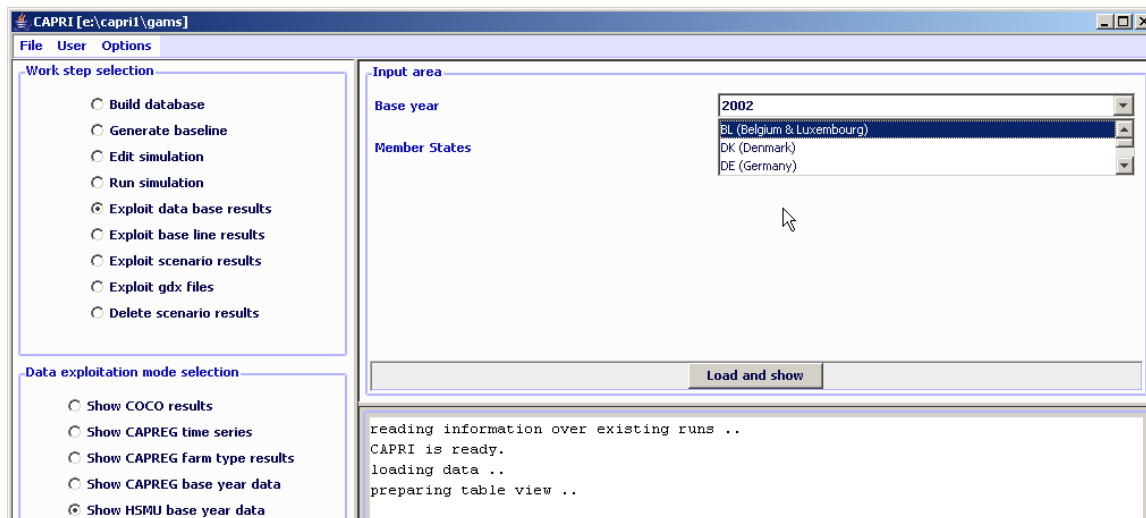 CAPRI [e:\capri1\gams]
File User Options
Work step selection
Build database
Generate baseline
Edit simulation
Run simulation
Exploit data base results
Exploit base line results
Exploit scenario results
Exploit gdx files
Delete scenario results
Data exploitation mode selection
Show COCO results
Show CAPREG time series
Show CAPREG farm type results
Show CAPREG base year data
Show HSMU base year data
Input area
Base year 2002
Member States
BL (Belgium & Luxembourg)
DK (Denmark)
DE (Germany)
Load and show
reading information over existing runs ..
CAPRI is ready.
loading data ..
preparing table view ..